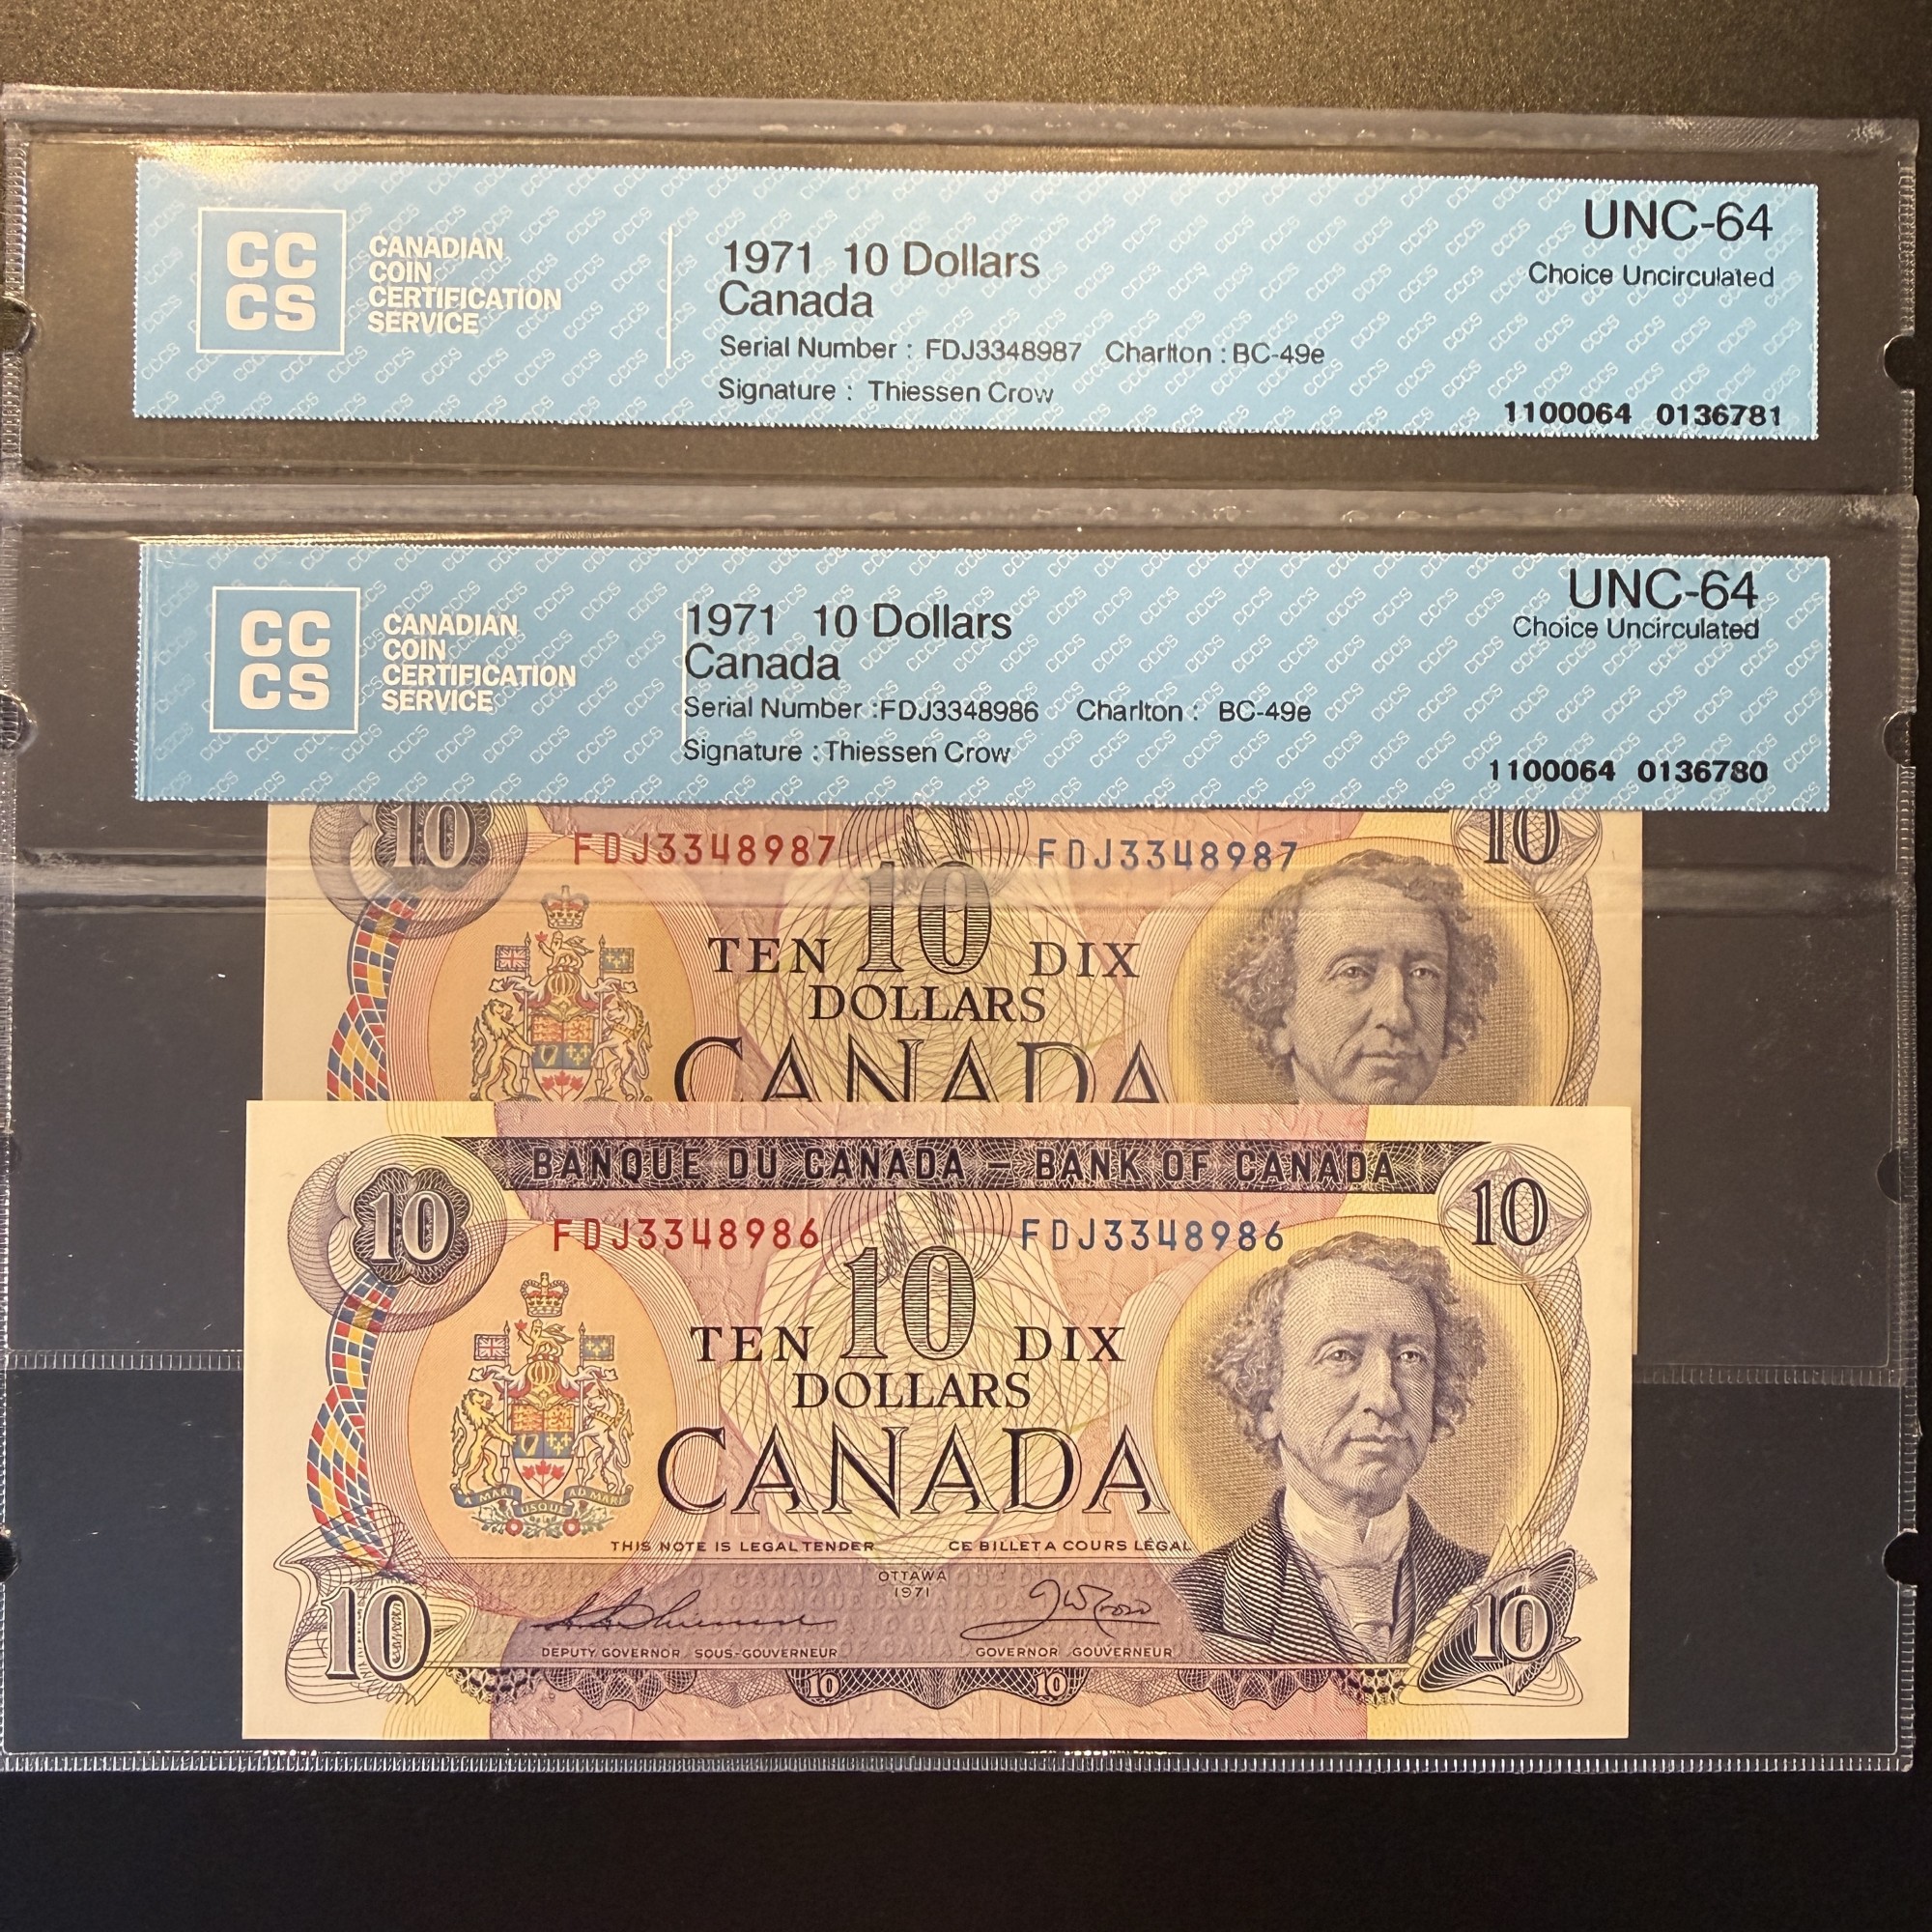 CC
CS
CANADIAN
COIN
CERTIFICATION
SERVICE
1971 10 Dollars
Canada
Serial Number : FDJ3348987 Charlton : BC-49e
Signature : Thiessen Crow
UNC-64
Choice Uncirculated
1100064 0136781
CC
CS
CANADIAN
COIN
CERTIFICATION
SERVICE
1971 10 Dollars
Canada
Serial Number :FDJ3348986 Charlton : BC-49e
Signature :Thiessen Crow
UNC-64
Choice Uncirculated
1100064 0136780
10
10
FDJ3348987 FDJ3348987
10
TEN DIX
DOLLARS
CANADA
BANQUE DU CANADA – BANK OF CANADA
10
10
FDJ3348986 FDJ3348986
10
TEN DIX
DOLLARS
CANADA
A MARI USQUE AD MARE
THIS NOTE IS LEGAL TENDER CE BILLET A COURS LÉGAL
OTTAWA
1971
DEPUTY GOVERNOR SOUS-GOUVERNEUR GOVERNOR GOUVERNEUR
10
10
10
10